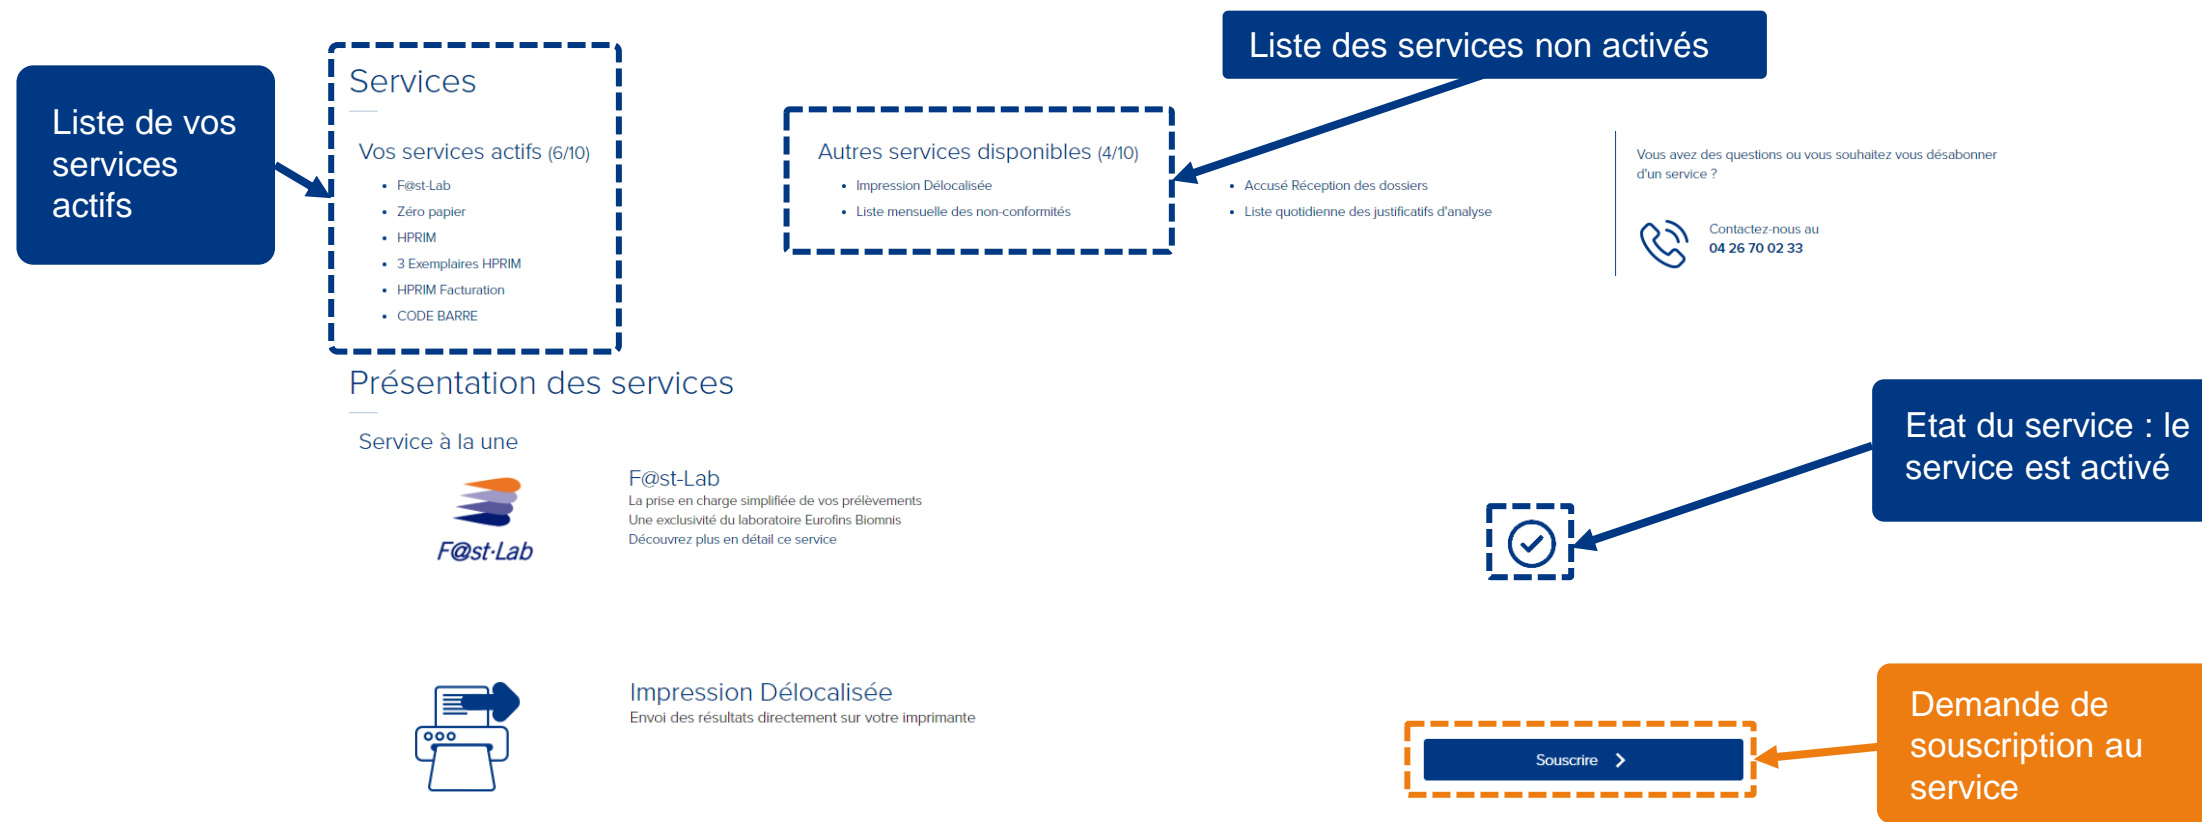 Liste des services non activés
Liste de vos
services
actifs
Services
Vos services actifs (6/10)
• F@st-Lab
• Zéro papier
• HPRIM
• 3 Exemplaires HPRIM
• HPRIM Facturation
• CODE BARRE
Autres services disponibles (4/10)
• Impression Délocalisée
• Liste mensuelle des non-conformités
• Accusé Réception des dossiers
• Liste quotidienne des justificatifs d'analyse
Vous avez des questions ou vous souhaitez vous désabonner
d'un service ?
Contactez-nous au
04 26 70 02 33
Présentation des services
Service à la une
F@st·Lab
F@st-Lab
La prise en charge simplifiée de vos prélèvements
Une exclusivité du laboratoire Eurofins Biomnis
Découvrez plus en détail ce service
Etat du service : le
service est activé
Impression Délocalisée
Envoi des résultats directement sur votre imprimante
Souscrire
Demande de
souscription au
service